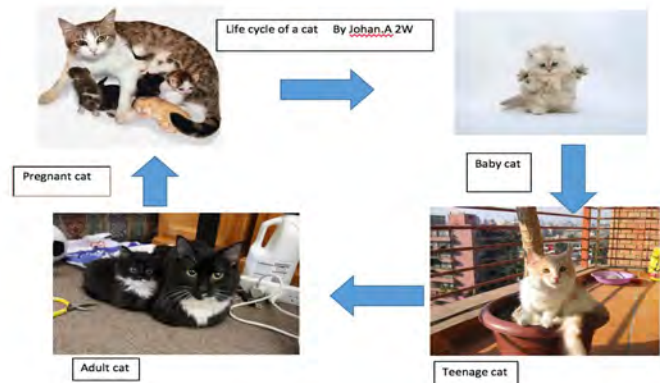 Life cycle of a cat By Johan.A 2W
Pregnant cat
Baby cat
Adult cat
Teenage cat